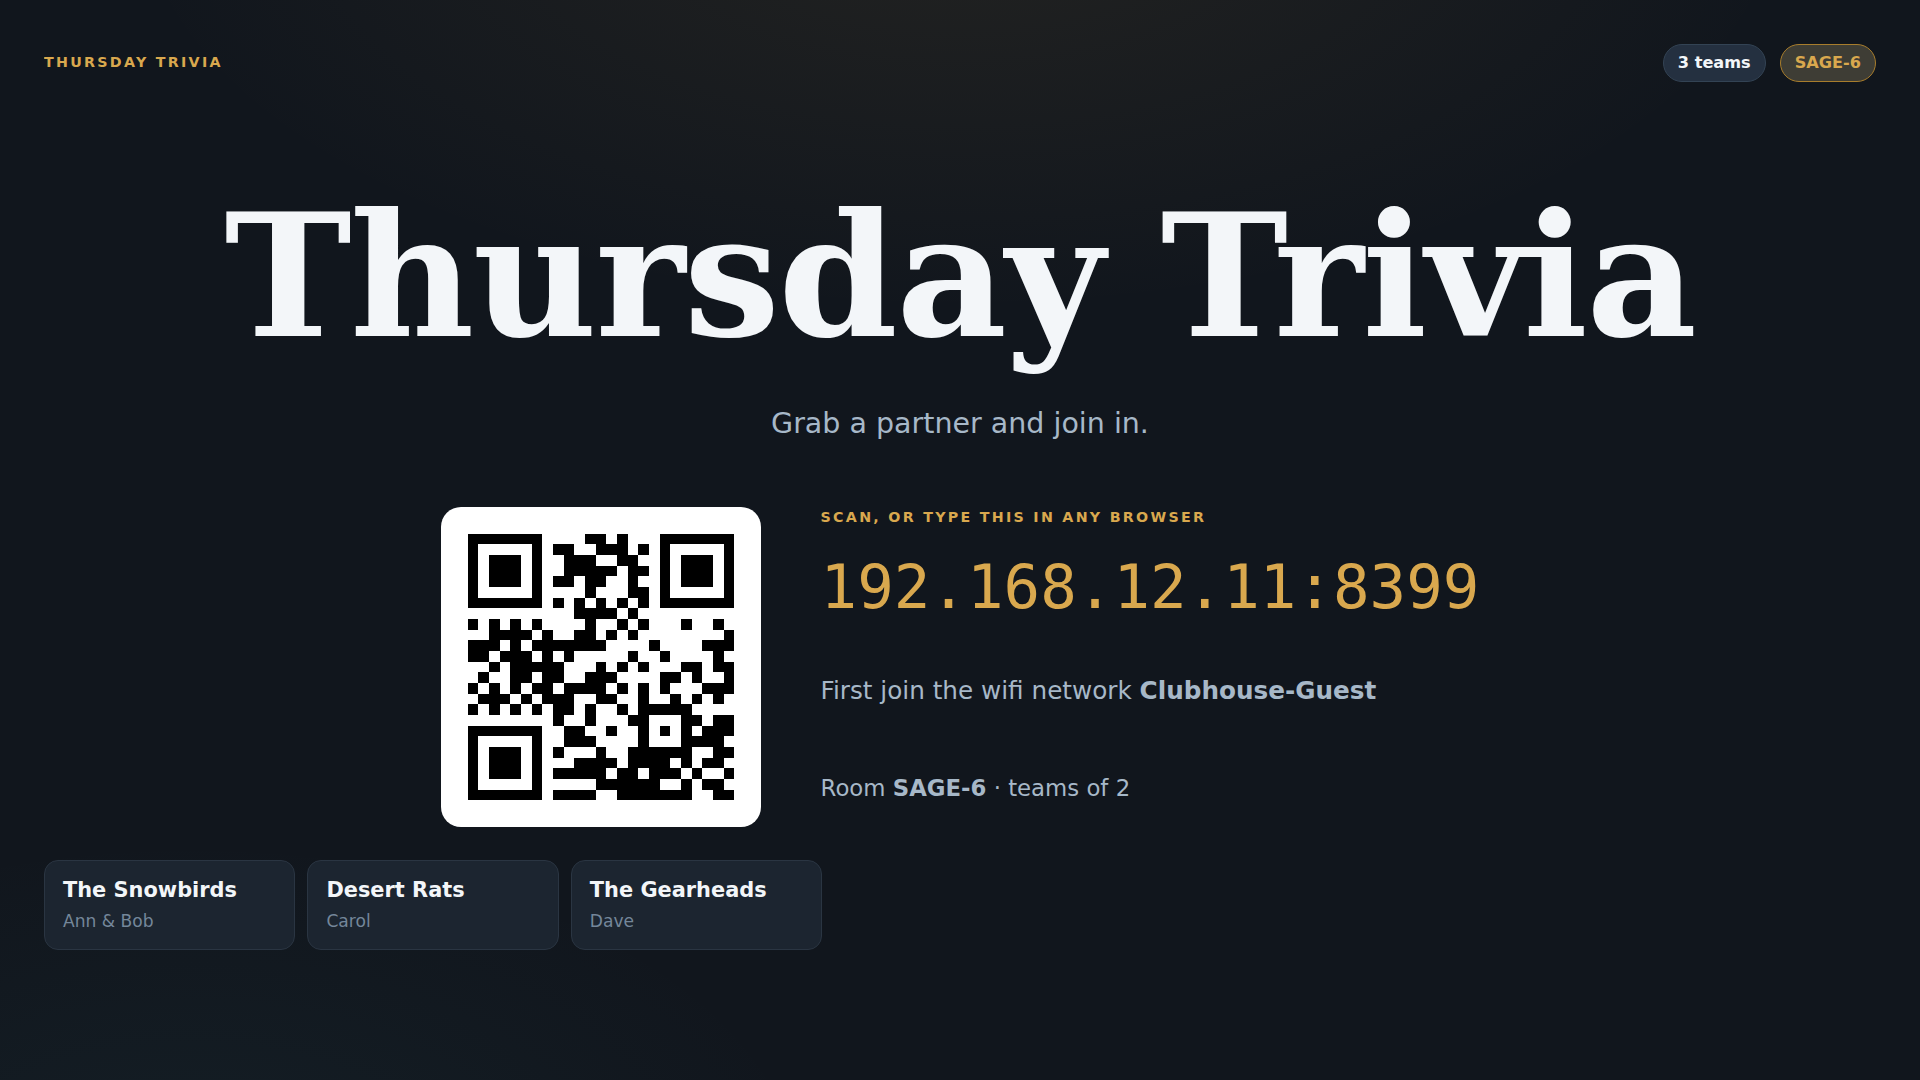 THURSDAY TRIVIA
3 teams
SAGE-6
Thursday Trivia
Grab a partner and join in.
SCAN, OR TYPE THIS IN ANY BROWSER
192.168.12.11:8399
First join the wifi network Clubhouse-Guest
Room SAGE-6 · teams of 2
The Snowbirds
Ann & Bob
Desert Rats
Carol
The Gearheads
Dave